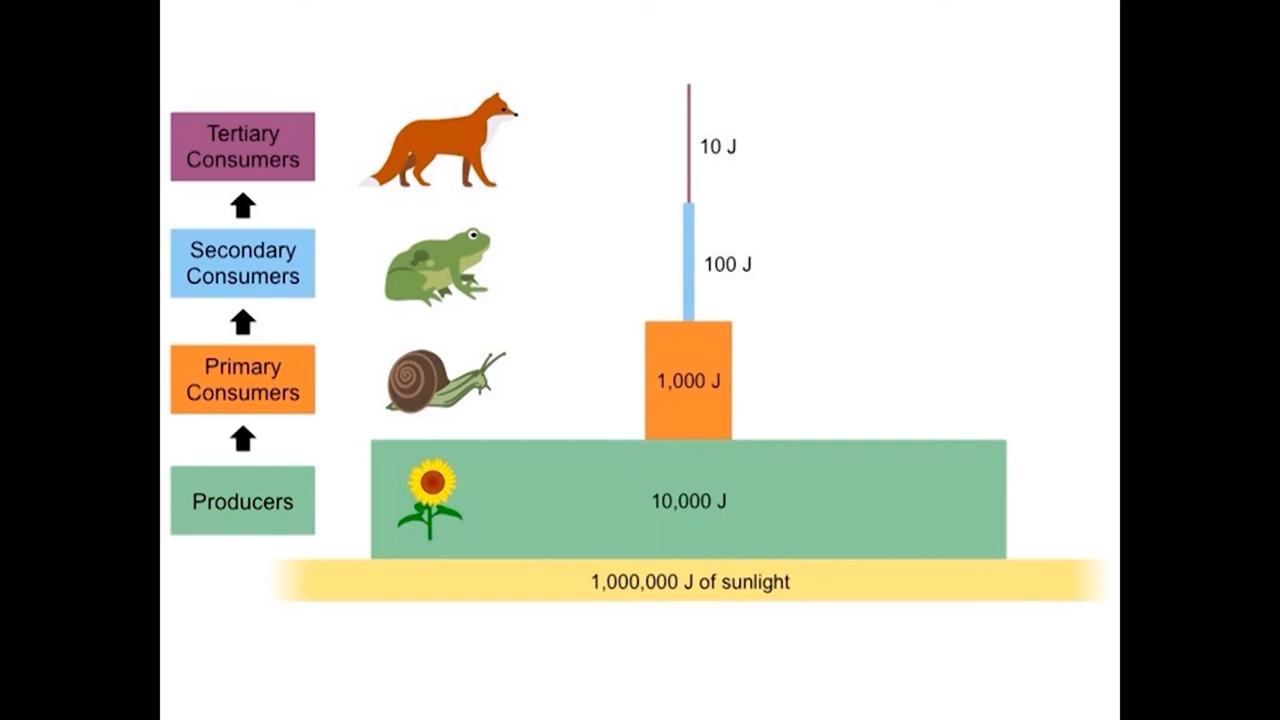 Tertiary
Consumers
10 J
Secondary
Consumers
100 J
Primary
Consumers
1,000 J
Producers
10,000 J
1,000,000 J of sunlight